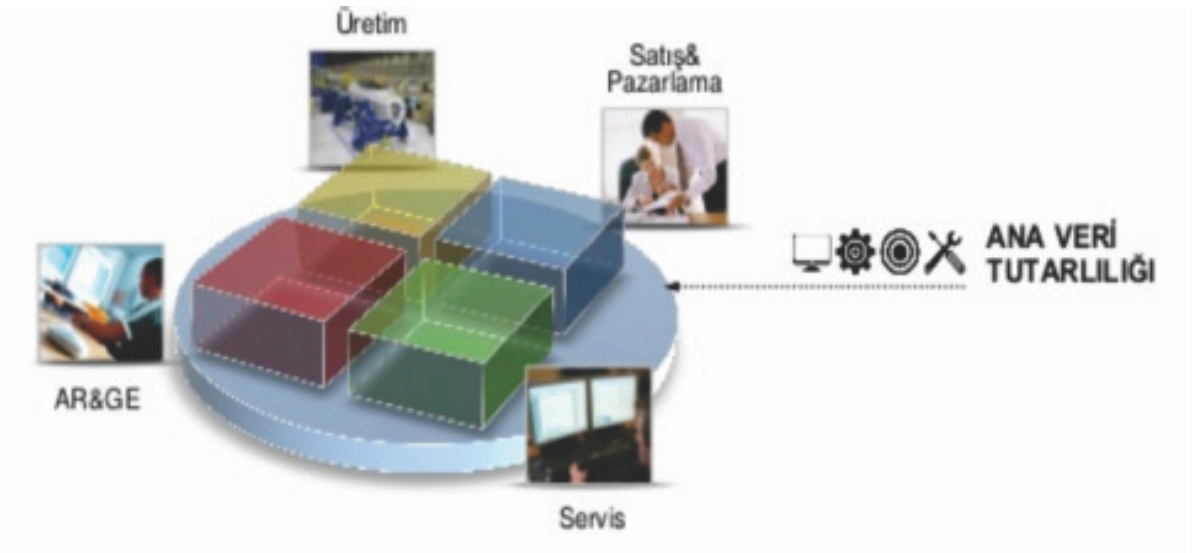 Üretim
Satış&
Pazarlama
ANA VERİ
TUTARLILIĞI
AR&GE
Servis